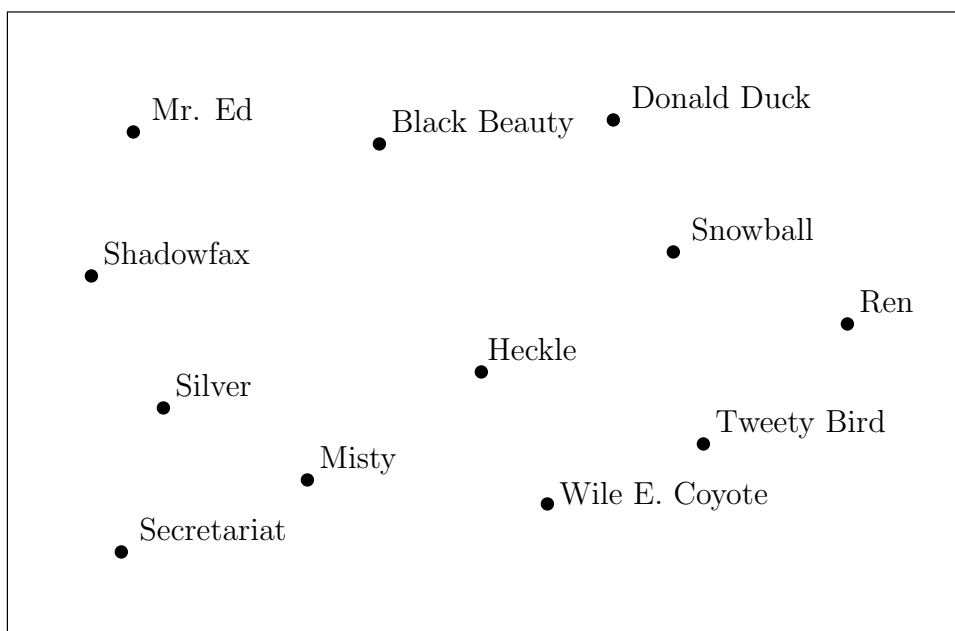 Donald Duck
Mr. Ed
Black Beauty
Snowball
Shadowfax
Ren
Heckle
Silver
Tweety Bird
Misty
Wile E. Coyote
Secretariat